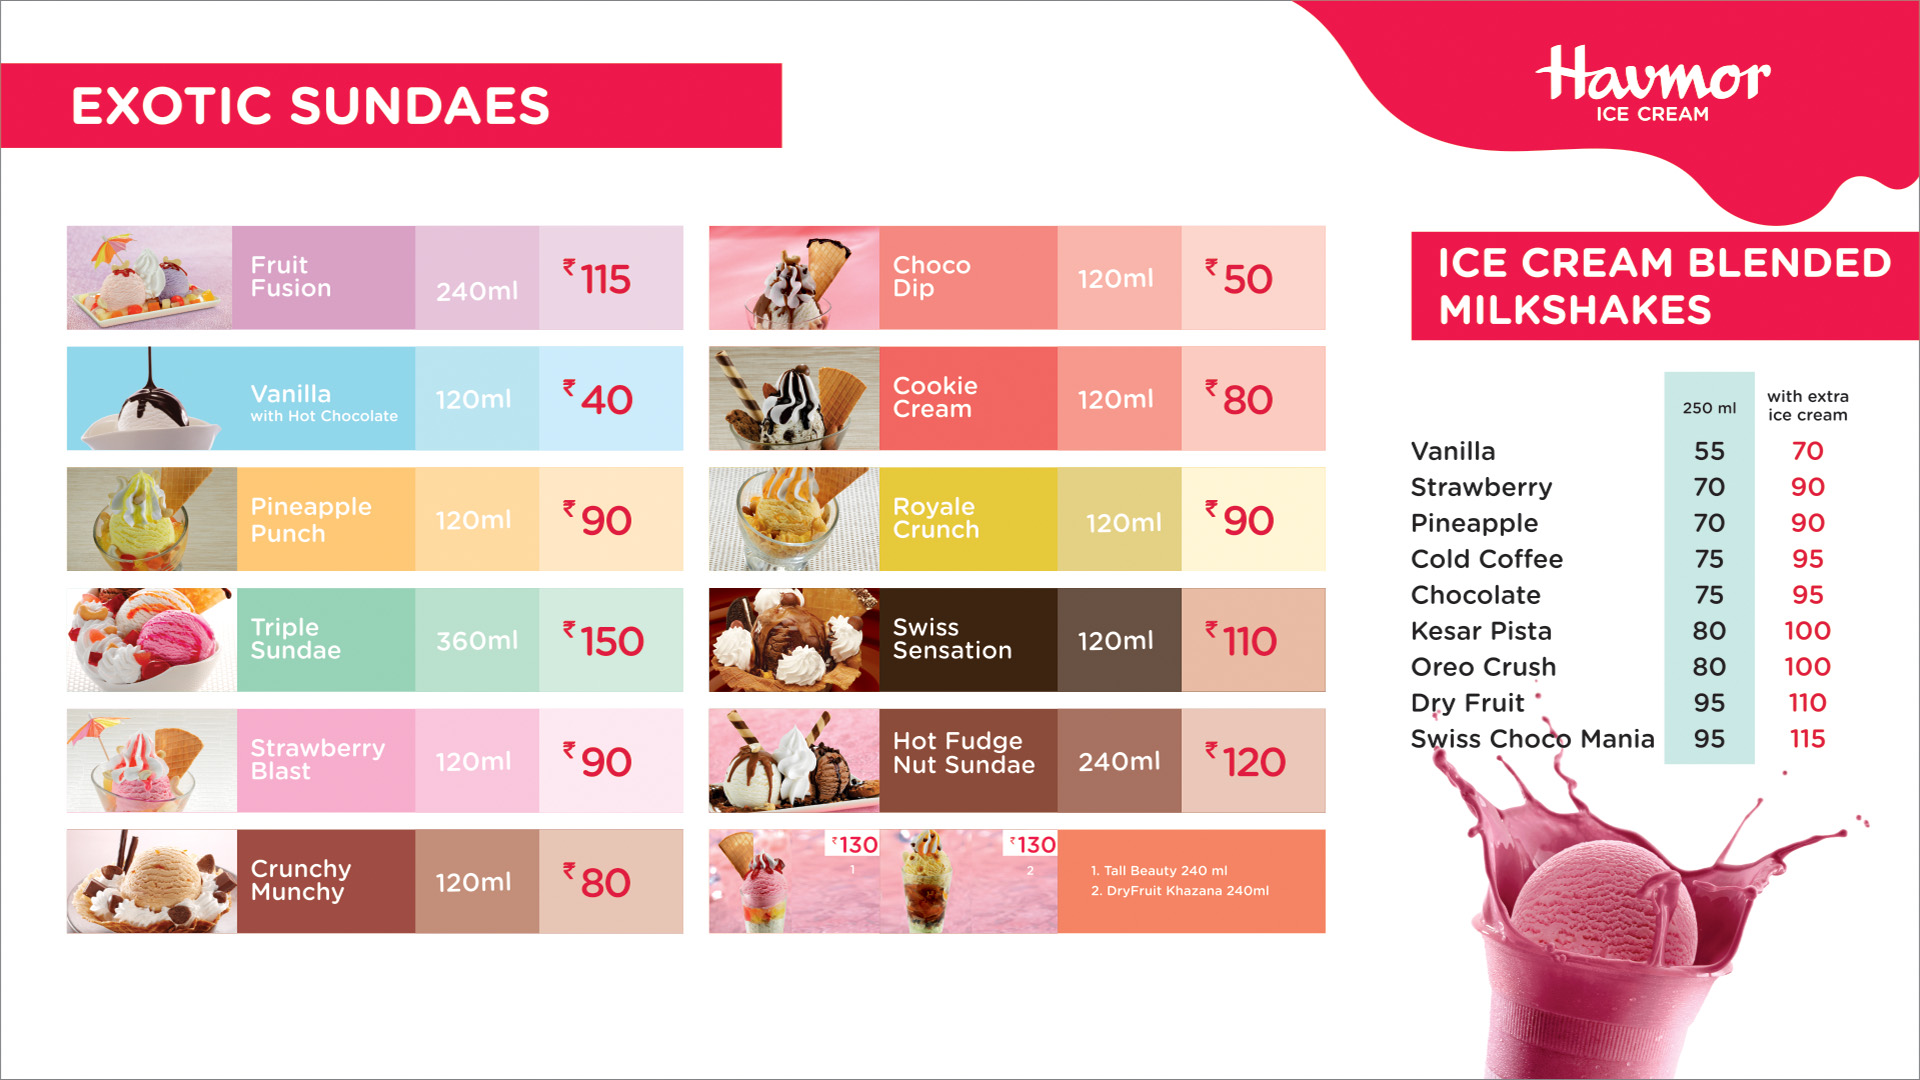 EXOTIC SUNDAES
Havmor
ICE CREAM
Fruit
Fusion
240ml
₹115
Vanilla
with Hot Chocolate
120ml
₹40
Pineapple
Punch
120ml
₹90
Triple
Sundae
360ml
₹150
Strawberry
Blast
120ml
₹90
Crunchy
Munchy
120ml
₹80
Choco
Dip
120ml
₹50
Cookie
Cream
120ml
₹80
Royale
Crunch
120ml
₹90
Swiss
Sensation
120ml
₹110
Hot Fudge
Nut Sundae
240ml
₹120
₹130
1
₹130
2
1. Tall Beauty 240 ml
2. DryFruit Khazana 240ml
ICE CREAM BLENDED
MILKSHAKES
250 ml
with extra
ice cream
Vanilla 55 70
Strawberry 70 90
Pineapple 70 90
Cold Coffee 75 95
Chocolate 75 95
Kesar Pista 80 100
Oreo Crush 80 100
Dry Fruit 95 110
Swiss Choco Mania 95 115